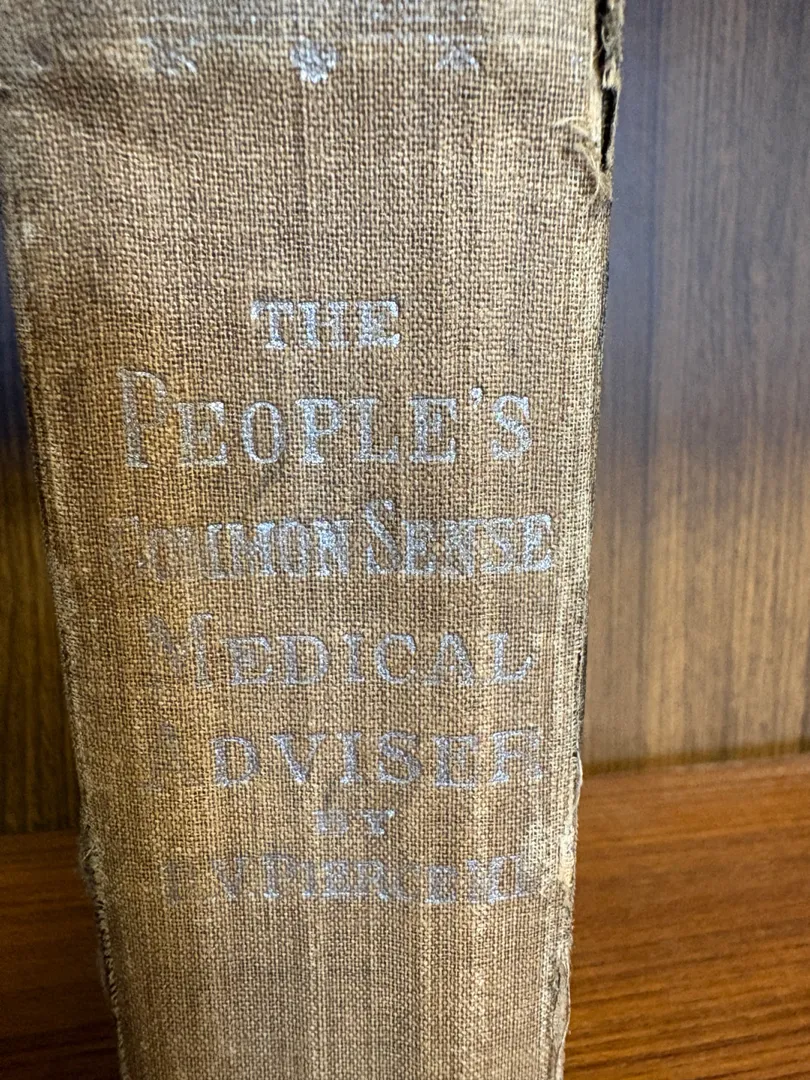 THE
PEOPLE'S
COMMON SENSE
MEDICAL
ADVISER
BY
R.V. PIERCE M.D.